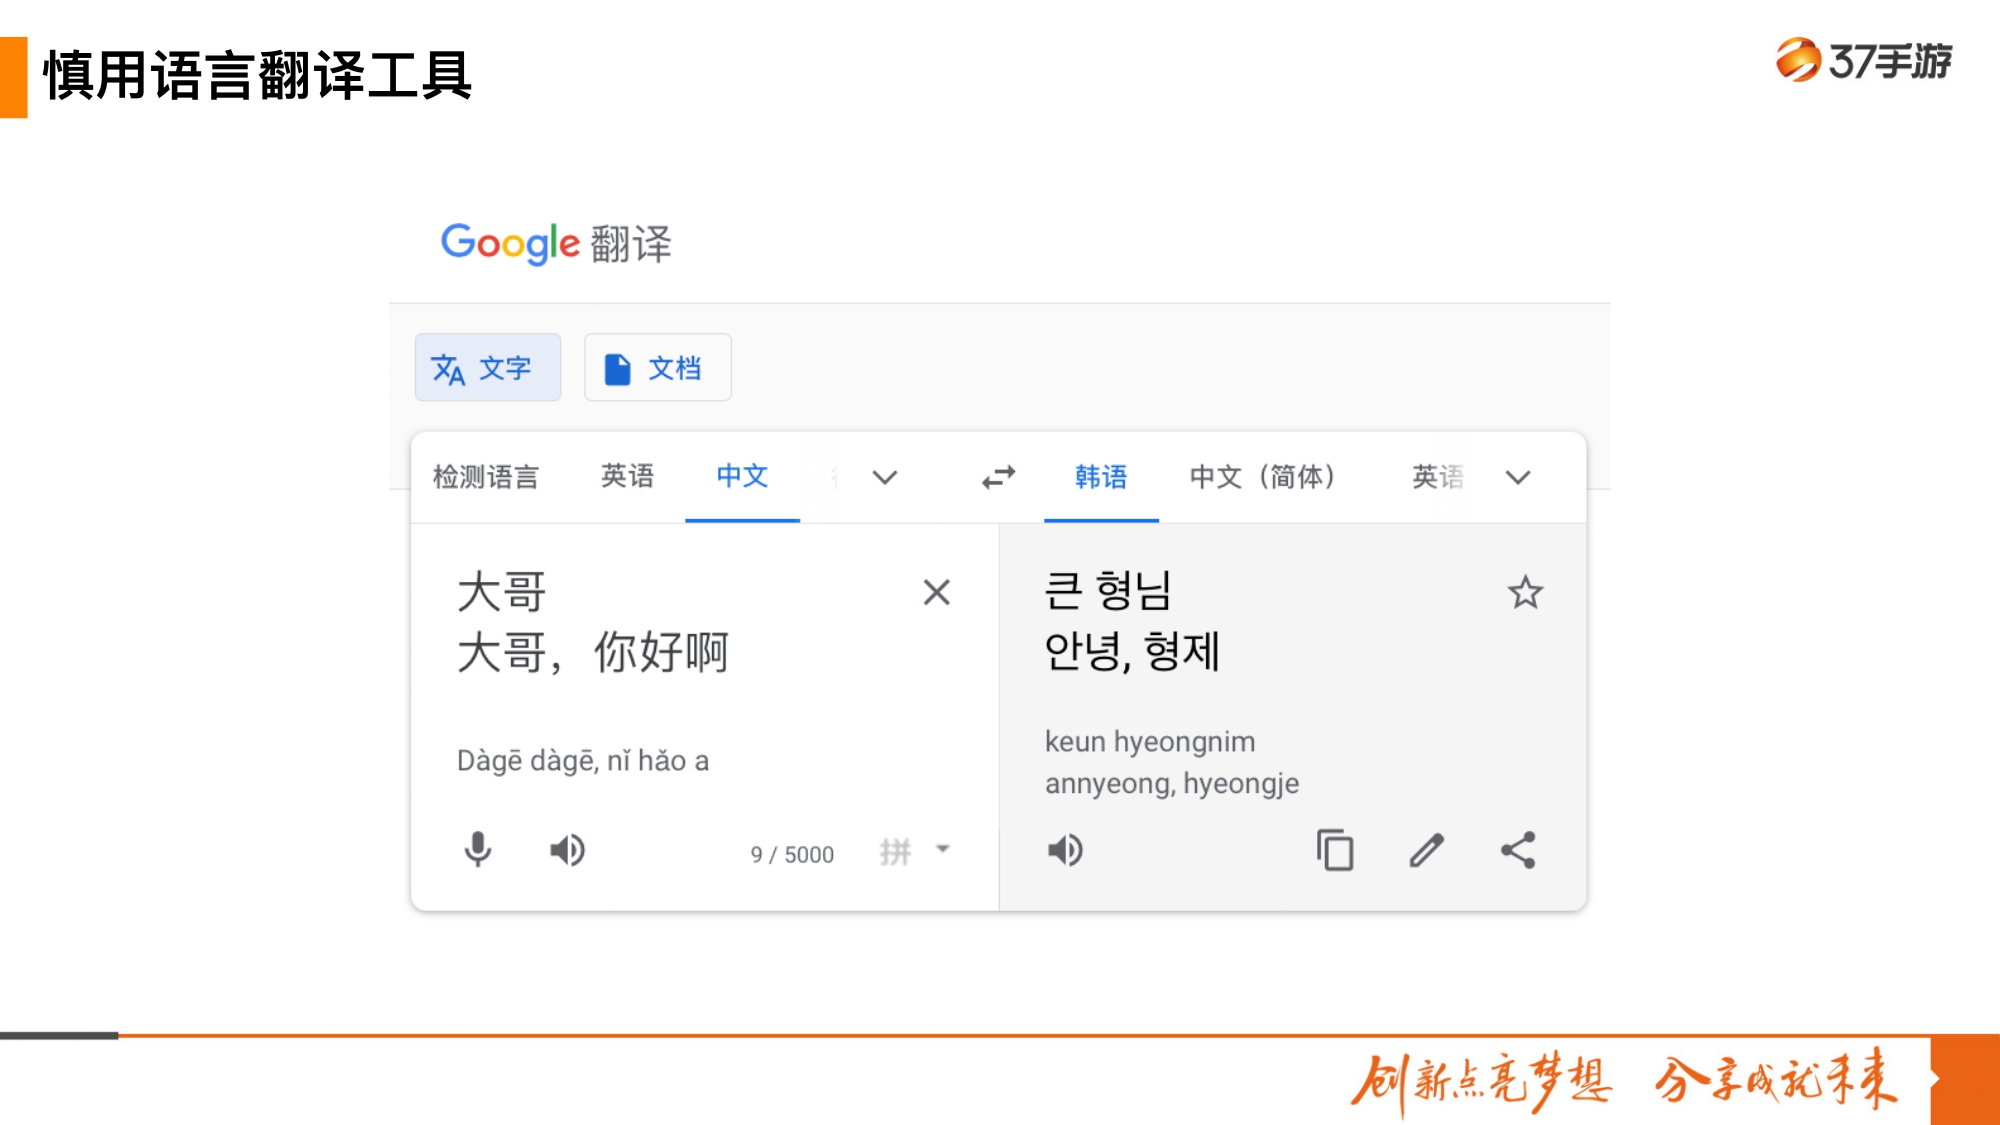 慎用语言翻译工具
37手游
Google 翻译
文字
文档
检测语言 英语 中文
韩语 中文（简体） 英语
大哥
大哥，你好啊
Dàgē dàgē, nǐ hǎo a
9 / 5000
拼
큰 형님
안녕, 형제
keun hyeongnim
annyeong, hyeongje
创新点亮梦想 分享成就未来